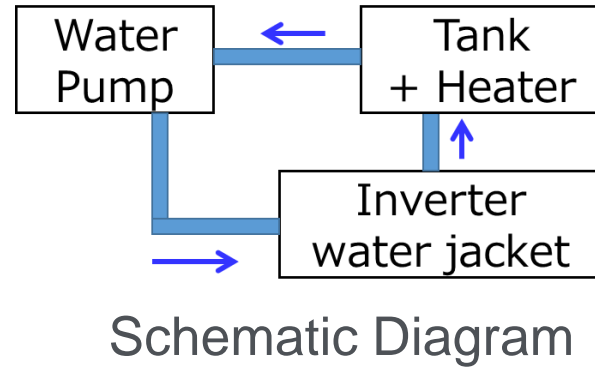 Water
Pump
Tank
+ Heater
Inverter
water jacket
Schematic Diagram